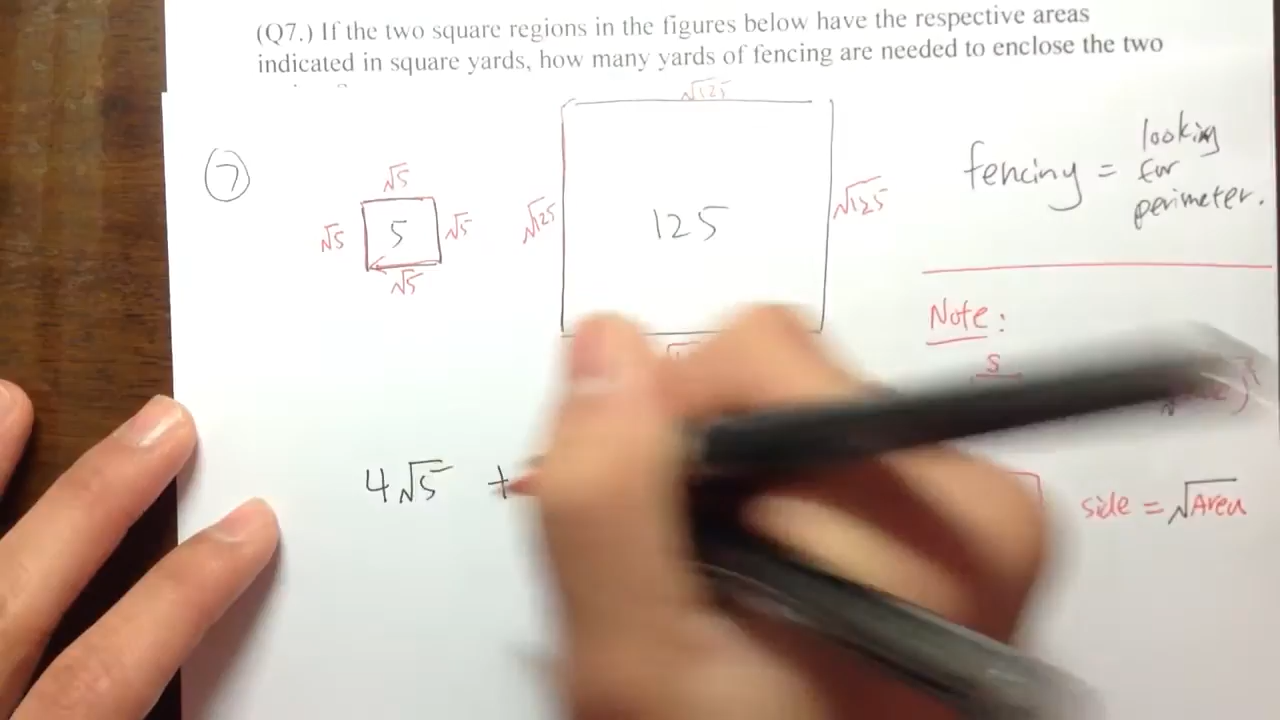 (Q7.) If the two square regions in the figures below have the respective areas
indicated in square yards, how many yards of fencing are needed to enclose the two
√125
7
√5
√5
5
√5
√5
√125
125
√125
fencing = looking
for
perimeter.
Note:
s
4√5 +
side = √Area